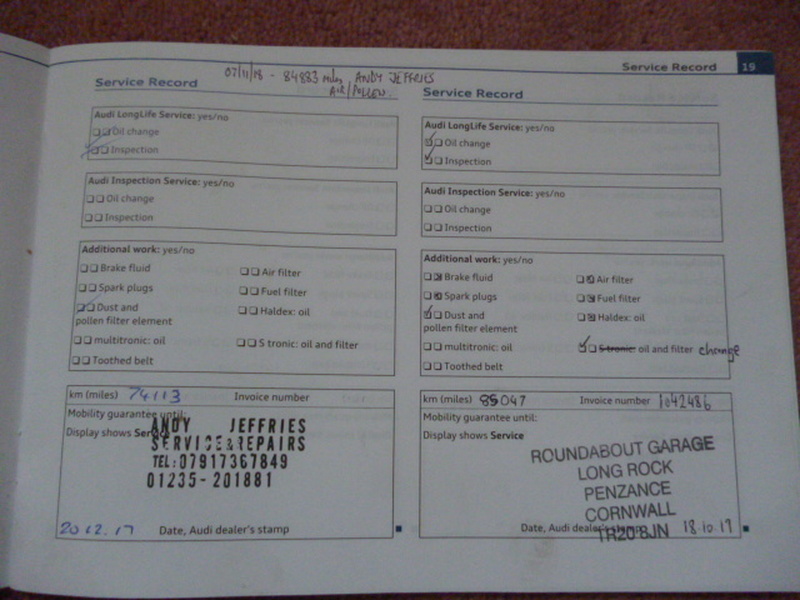 Service Record 19
07/11/18 - 84883 miles ANDY JEFFRIES
AIR/POLLEN
Service Record
Audi LongLife Service: yes/no
Oil change
Inspection
Audi Inspection Service: yes/no
Oil change
Inspection
Additional work: yes/no
Brake fluid
Air filter
Spark plugs
Fuel filter
Dust and
pollen filter element
Haldex: oil
multitronic: oil
S tronic: oil and filter
Toothed belt
km (miles) 74113 Invoice number
Mobility guarantee until:
Display shows Service
ANDY JEFFRIES
SERVICE & REPAIRS
TEL: 07917367849
01235-201881
20.12.17 Date, Audi dealer's stamp
Service Record
Audi LongLife Service: yes/no
Oil change
Inspection
Audi Inspection Service: yes/no
Oil change
Inspection
Additional work: yes/no
Brake fluid
Air filter
Spark plugs
Fuel filter
Dust and
pollen filter element
Haldex: oil
multitronic: oil
S tronic: oil and filter change
Toothed belt
km (miles) 85047 Invoice number 1042486
Mobility guarantee until:
Display shows Service
ROUNDABOUT GARAGE
LONG ROCK
PENZANCE
CORNWALL
TR20 8JN
Date, Audi dealer's stamp 18.10.19